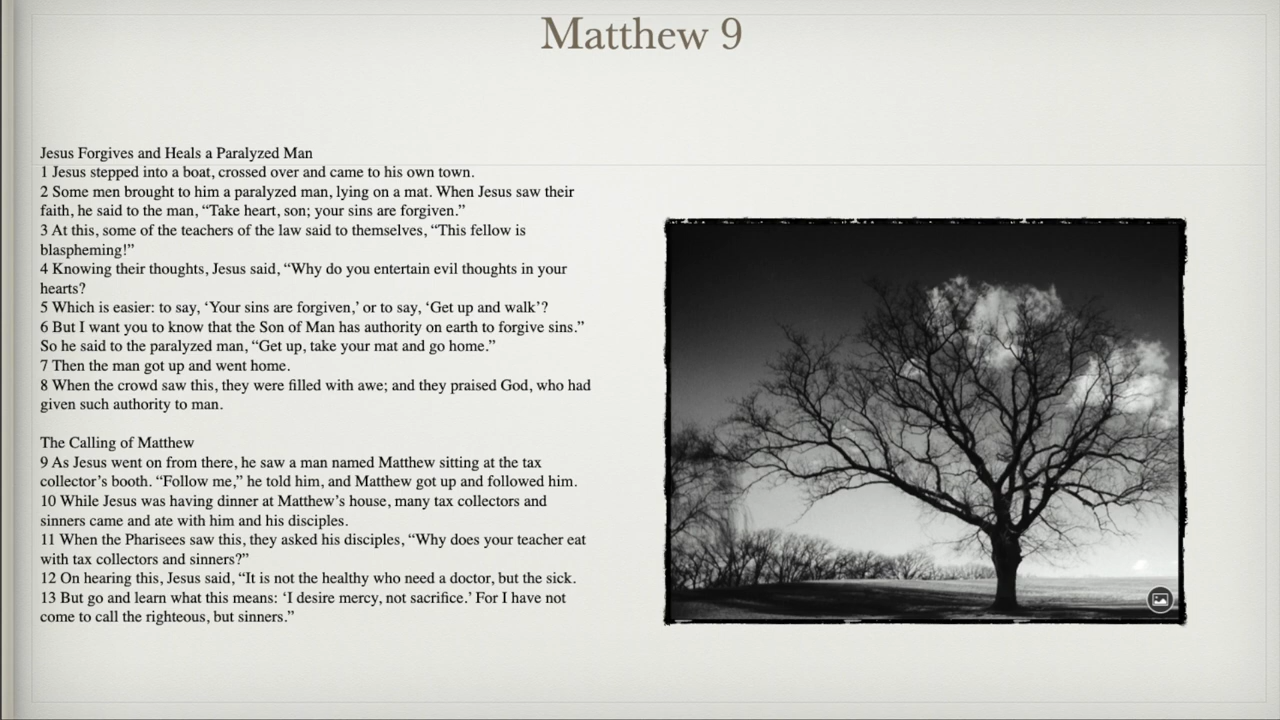 Matthew 9
Jesus Forgives and Heals a Paralyzed Man
1 Jesus stepped into a boat, crossed over and came to his own town.
2 Some men brought to him a paralyzed man, lying on a mat. When Jesus saw their
faith, he said to the man, “Take heart, son; your sins are forgiven.”
3 At this, some of the teachers of the law said to themselves, “This fellow is
blaspheming!”
4 Knowing their thoughts, Jesus said, “Why do you entertain evil thoughts in your
hearts?
5 Which is easier: to say, ‘Your sins are forgiven,’ or to say, ‘Get up and walk’?
6 But I want you to know that the Son of Man has authority on earth to forgive sins.”
So he said to the paralyzed man, “Get up, take your mat and go home.”
7 Then the man got up and went home.
8 When the crowd saw this, they were filled with awe; and they praised God, who had
given such authority to man.
The Calling of Matthew
9 As Jesus went on from there, he saw a man named Matthew sitting at the tax
collector’s booth. “Follow me,” he told him, and Matthew got up and followed him.
10 While Jesus was having dinner at Matthew’s house, many tax collectors and
sinners came and ate with him and his disciples.
11 When the Pharisees saw this, they asked his disciples, “Why does your teacher eat
with tax collectors and sinners?”
12 On hearing this, Jesus said, “It is not the healthy who need a doctor, but the sick.
13 But go and learn what this means: ‘I desire mercy, not sacrifice.’ For I have not
come to call the righteous, but sinners.”